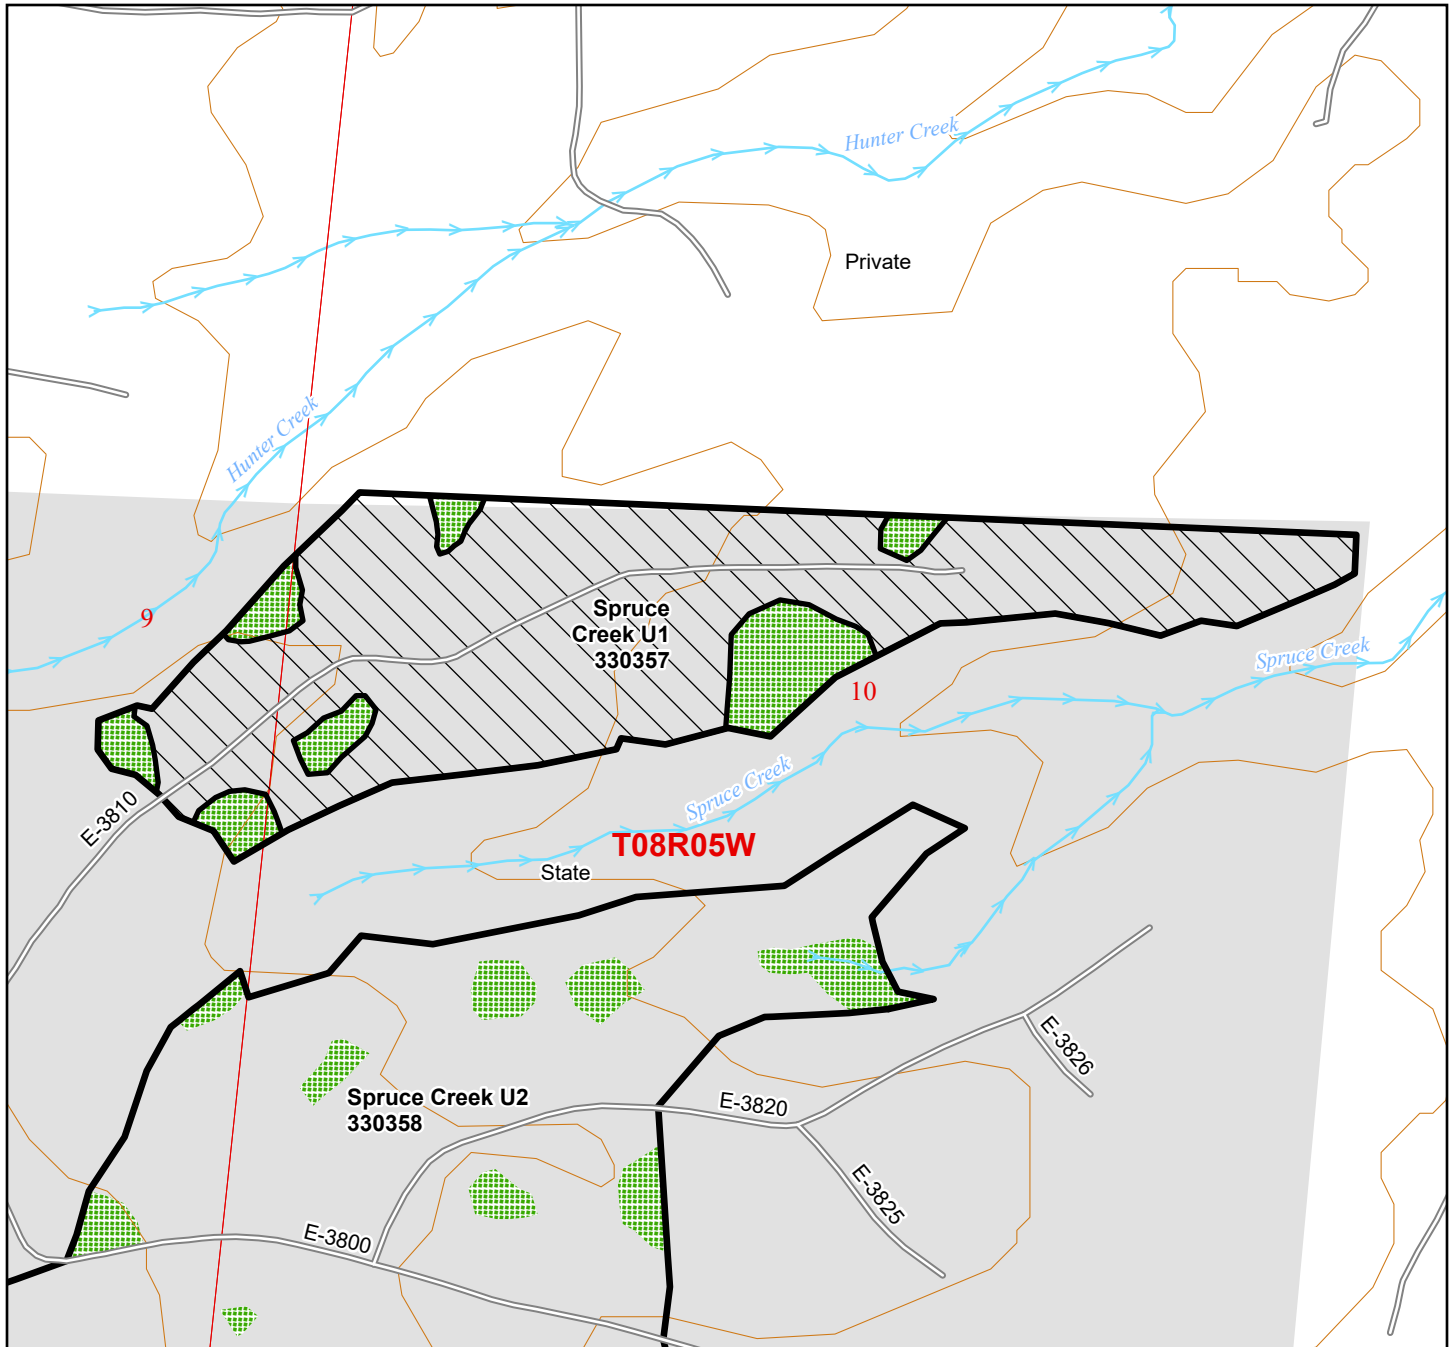 Hunter Creek
Private
Hunter Creek
9
Spruce
Creek U1
330357
Spruce Creek
10
Spruce Creek
E-3810
T08R05W
State
E-3826
Spruce Creek U2
330358
E-3820
E-3825
E-3800